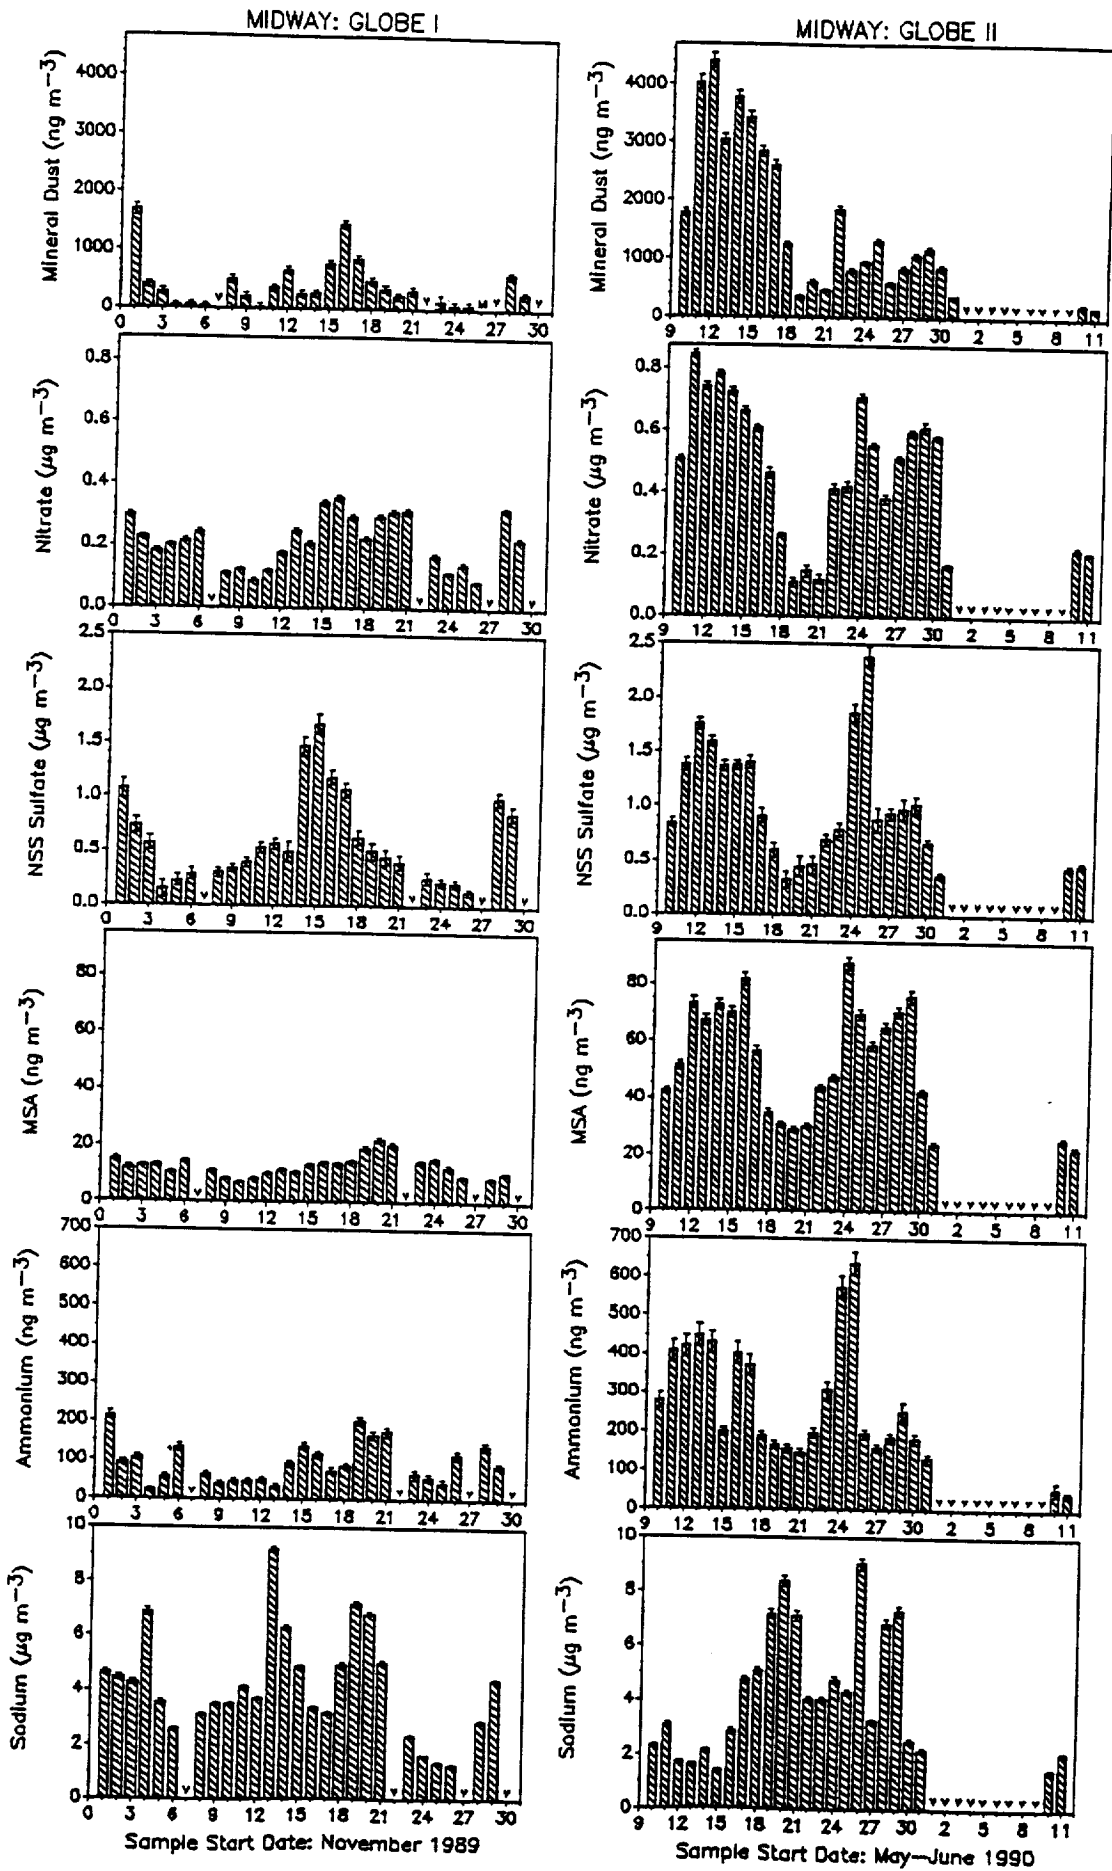 MIDWAY: GLOBE I
Mineral Dust (ng m−3)
4000
3000
2000
1000
0
0 3 6 9 12 15 18 21 24 27 30
M
Nitrate (µg m−3)
0.8
0.6
0.4
0.2
0.0
0 3 6 9 12 15 18 21 24 27 30
NSS Sulfate (µg m−3)
2.5
2.0
1.5
1.0
0.5
0.0
0 3 6 9 12 15 18 21 24 27 30
MSA (ng m−3)
80
60
40
20
0
0 3 6 9 12 15 18 21 24 27 30
Ammonium (ng m−3)
700
600
500
400
300
200
100
0
0 3 6 9 12 15 18 21 24 27 30
Sodium (µg m−3)
10
8
6
4
2
0
0 3 6 9 12 15 18 21 24 27 30
Sample Start Date: November 1989
MIDWAY: GLOBE II
Mineral Dust (ng m−3)
4000
3000
2000
1000
0
9 12 15 18 21 24 27 30 2 5 8 11
Nitrate (µg m−3)
0.8
0.6
0.4
0.2
0.0
9 12 15 18 21 24 27 30 2 5 8 11
NSS Sulfate (µg m−3)
2.5
2.0
1.5
1.0
0.5
0.0
9 12 15 18 21 24 27 30 2 5 8 11
MSA (ng m−3)
80
60
40
20
0
9 12 15 18 21 24 27 30 2 5 8 11
Ammonium (ng m−3)
700
600
500
400
300
200
100
0
9 12 15 18 21 24 27 30 2 5 8 11
Sodium (µg m−3)
10
8
6
4
2
0
9 12 15 18 21 24 27 30 2 5 8 11
Sample Start Date: May−June 1990